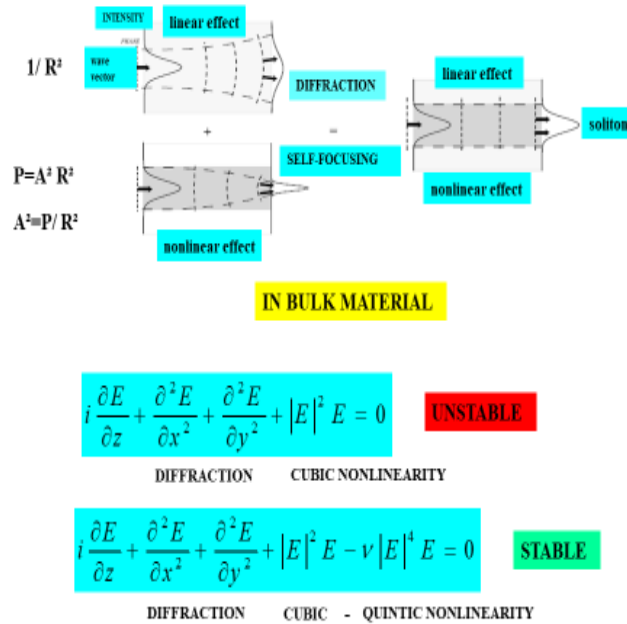 INTENSITY
linear effect
PHASE
1/ R²
wave
vector
DIFFRACTION
+
=
linear effect
soliton
nonlinear effect
SELF-FOCUSING
P=A² R²
A²=P/ R²
nonlinear effect
IN BULK MATERIAL
i ∂E/∂z + ∂²E/∂x² + ∂²E/∂y² + |E|² E = 0
UNSTABLE
DIFFRACTION CUBIC NONLINEARITY
i ∂E/∂z + ∂²E/∂x² + ∂²E/∂y² + |E|² E − ν |E|⁴ E = 0
STABLE
DIFFRACTION CUBIC - QUINTIC NONLINEARITY